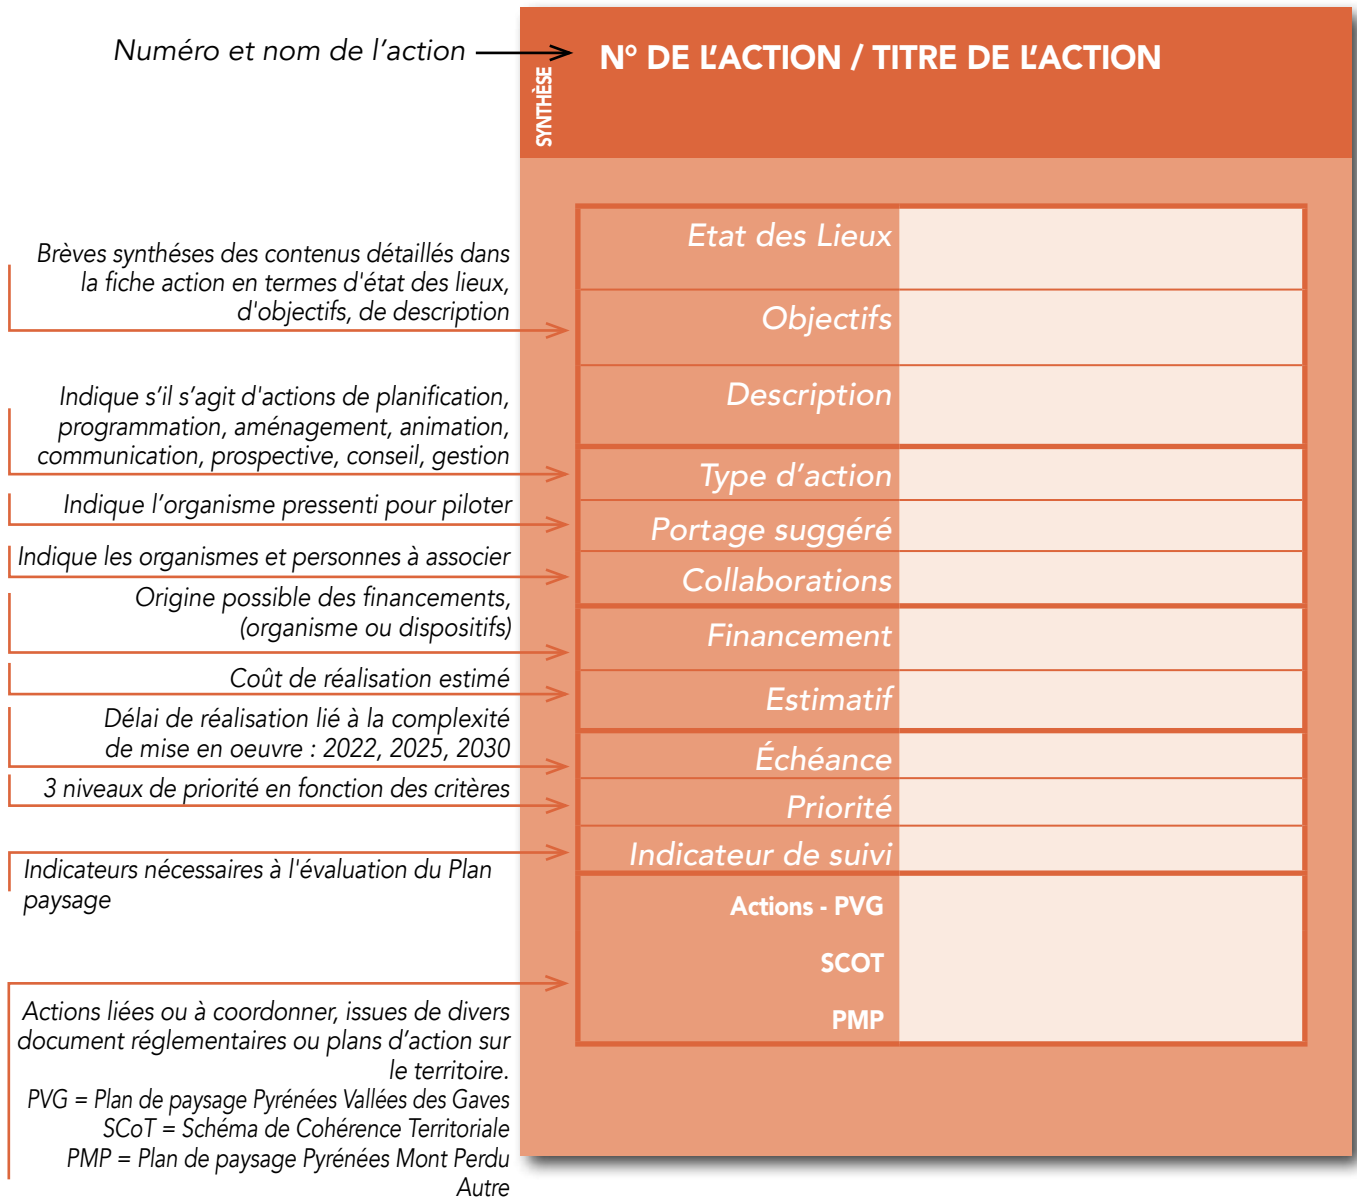 Numéro et nom de l’action
N° DE L’ACTION / TITRE DE L’ACTION
SYNTHÈSE
Brèves synthéses des contenus détaillés dans
la fiche action en termes d'état des lieux,
d'objectifs, de description
Etat des Lieux
Objectifs
Description
Indique s’il s’agit d'actions de planification,
programmation, aménagement, animation,
communication, prospective, conseil, gestion
Type d’action
Indique l’organisme pressenti pour piloter
Portage suggéré
Indique les organismes et personnes à associer
Collaborations
Origine possible des financements,
(organisme ou dispositifs)
Financement
Coût de réalisation estimé
Estimatif
Délai de réalisation lié à la complexité
de mise en oeuvre : 2022, 2025, 2030
Échéance
3 niveaux de priorité en fonction des critères
Priorité
Indicateur de suivi
Indicateurs nécessaires à l'évaluation du Plan
paysage
Actions - PVG
SCOT
PMP
Actions liées ou à coordonner, issues de divers
document réglementaires ou plans d’action sur
le territoire.
PVG = Plan de paysage Pyrénées Vallées des Gaves
SCoT = Schéma de Cohérence Territoriale
PMP = Plan de paysage Pyrénées Mont Perdu
Autre